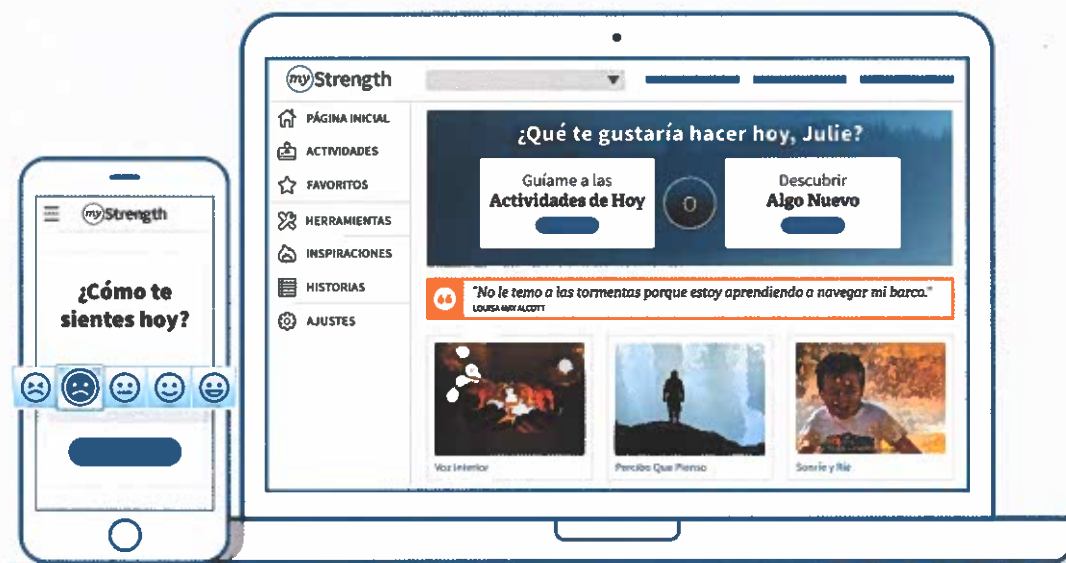 myStrength
¿Cómo te
sientes hoy?
myStrength
PÁGINA INICIAL
ACTIVIDADES
FAVORITOS
HERRAMIENTAS
INSPIRACIONES
HISTORIAS
AJUSTES
¿Qué te gustaría hacer hoy, Julie?
Guíame a las
Actividades de Hoy
O
Descubrir
Algo Nuevo
"No le temo a las tormentas porque estoy aprendiendo a navegar mi barco."
LOUISA MAY ALCOTT
Voz Interior
Percibo Que Pienso
Sonríe y Ríe